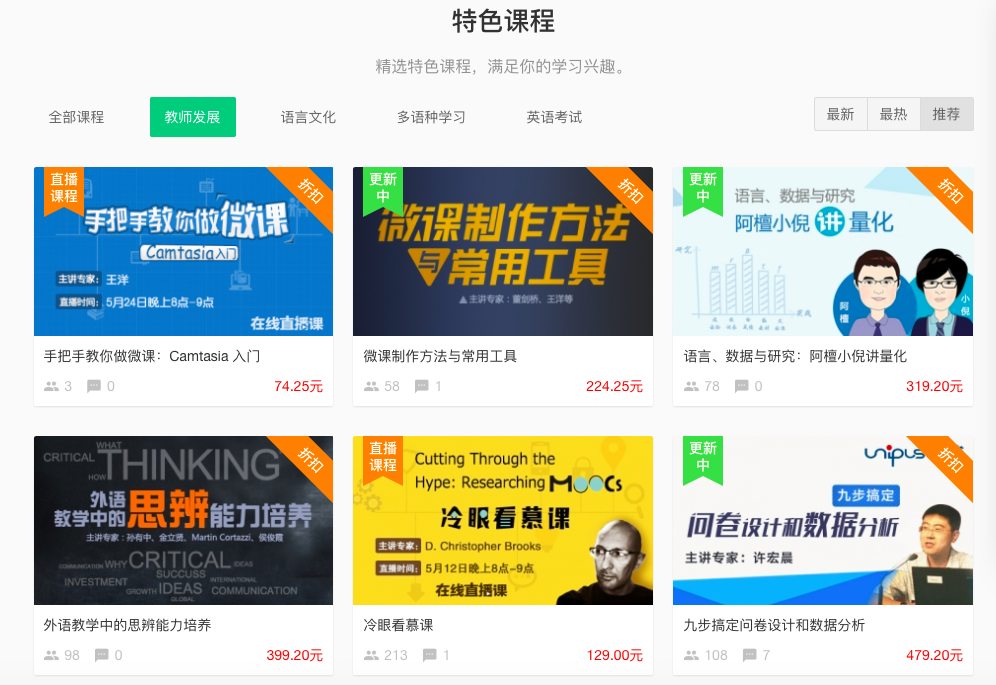 特色课程
精选特色课程，满足你的学习兴趣。
全部课程
教师发展
语言文化
多语种学习
英语考试
最新
最热
推荐
直播
课程
折扣
手把手教你做微课
Camtasia入门
主讲专家：王洋
直播时间：5月24日晚上8点-9点
在线直播课
手把手教你做微课：Camtasia 入门
3
0
74.25元
更新
中
折扣
微课制作方法
与常用工具
▲主讲专家：董剑桥、王洋等
微课制作方法与常用工具
58
1
224.25元
更新
中
折扣
语言、数据与研究
阿檀小倪讲量化
阿檀
小倪
语言、数据与研究：阿檀小倪讲量化
78
0
319.20元
折扣
WHAT
CRITICAL THINKING
HOW
外语
教学中的思辨能力培养
主讲专家：孙有中、金立贤、Martin Cortazzi、侯俊霞
COMMUNICATION WHY CRITICAL IDEAS
SUCCUSS
INVESTMENT
INTERNATIONAL
GROWTH IDEAS COMMUNICATION
GLOBAL
外语教学中的思辨能力培养
98
0
399.20元
直播
课程
Cutting Through the
Hype: Researching MOOCs
冷眼看慕课
主讲专家：D. Christopher Brooks
直播时间：5月12日晚上8点-9点
在线直播课
冷眼看慕课
213
1
129.00元
更新
中
折扣
unipus
九步搞定
问卷设计和数据分析
主讲专家：许宏晨
九步搞定问卷设计和数据分析
108
7
479.20元